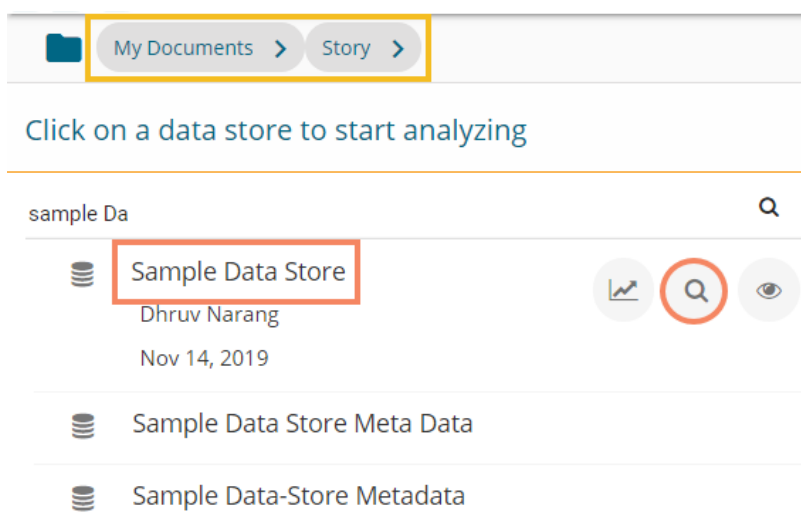 My Documents Story
Click on a data store to start analyzing
sample Da
Sample Data Store
Dhruv Narang
Nov 14, 2019
Sample Data Store Meta Data
Sample Data-Store Metadata